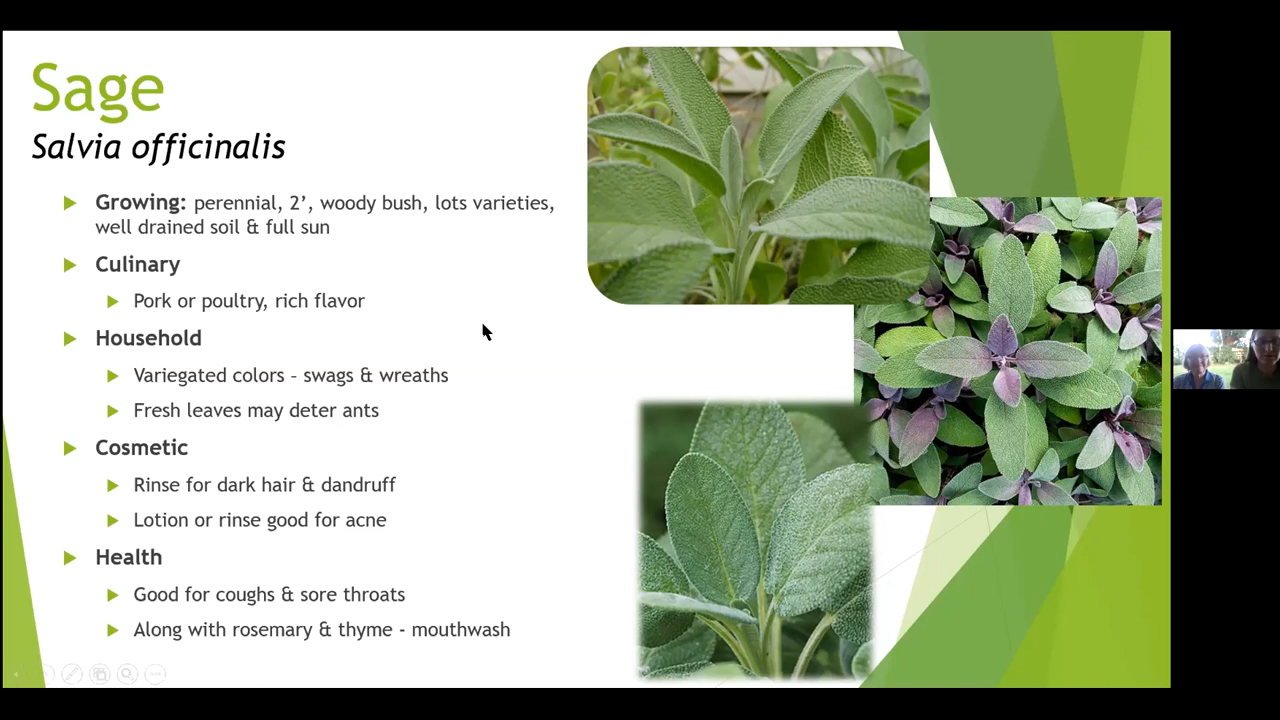 Sage
Salvia officinalis
Growing: perennial, 2’, woody bush, lots varieties,
well drained soil & full sun
Culinary
Pork or poultry, rich flavor
Household
Variegated colors – swags & wreaths
Fresh leaves may deter ants
Cosmetic
Rinse for dark hair & dandruff
Lotion or rinse good for acne
Health
Good for coughs & sore throats
Along with rosemary & thyme - mouthwash